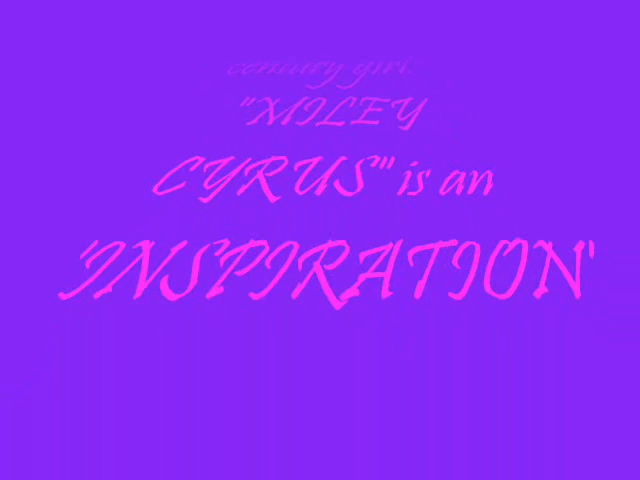 century girl.
"MILEY
CYRUS" is an
'INSPIRATION'